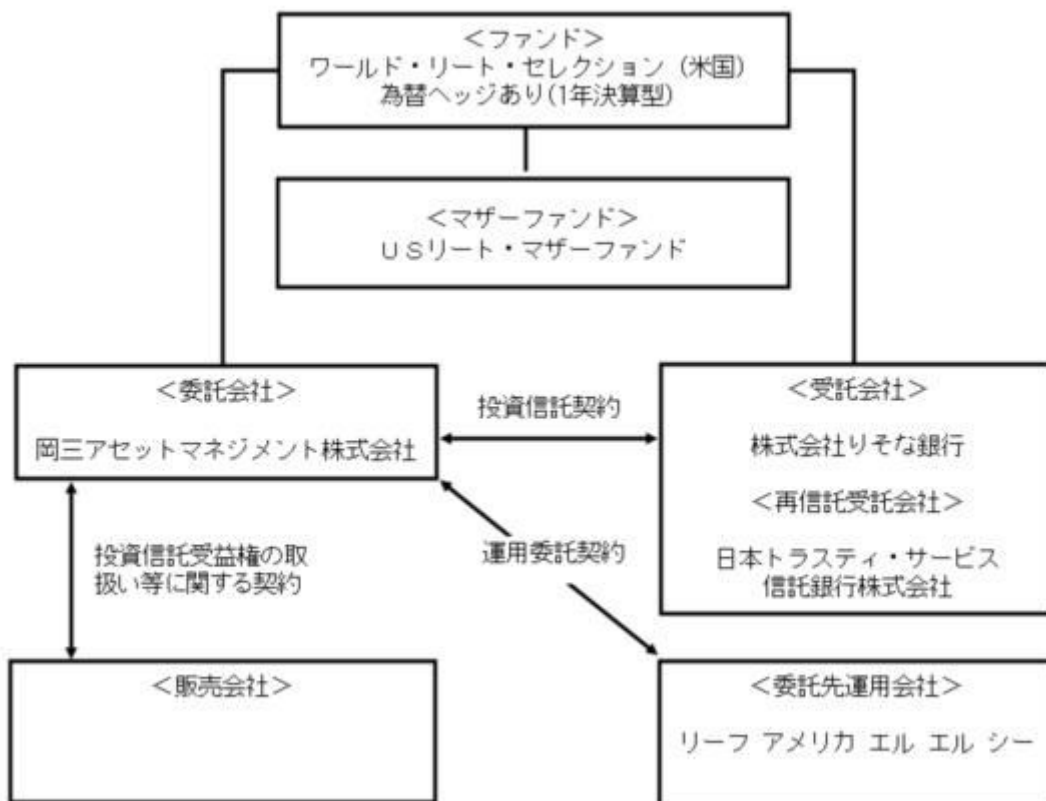 ＜ファンド＞
ワールド・リート・セレクション（米国）
為替ヘッジあり(1年決算型)
＜マザーファンド＞
ＵＳリート・マザーファンド
＜委託会社＞
岡三アセットマネジメント株式会社
投資信託契約
＜受託会社＞
株式会社りそな銀行
＜再信託受託会社＞
日本トラスティ・サービス
信託銀行株式会社
投資信託受益権の取
扱い等に関する契約
運用委託契約
＜販売会社＞
＜委託先運用会社＞
リーフ アメリカ エル エル シー